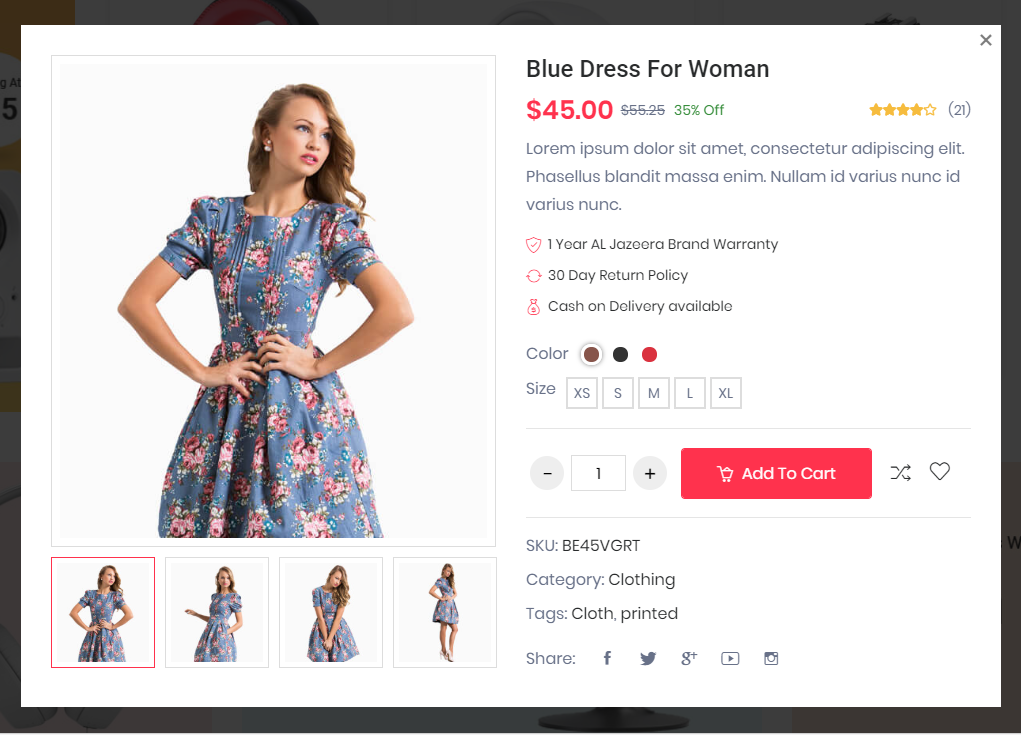 g At
5
×
Blue Dress For Woman
$45.00 $55.25 35% Off (21)
Lorem ipsum dolor sit amet, consectetur adipiscing elit.
Phasellus blandit massa enim. Nullam id varius nunc id
varius nunc.
1 Year AL Jazeera Brand Warranty
30 Day Return Policy
Cash on Delivery available
Color
Size XS S M L XL
- 1 + Add To Cart
SKU: BE45VGRT
W
Category: Clothing
Tags: Cloth, printed
Share: